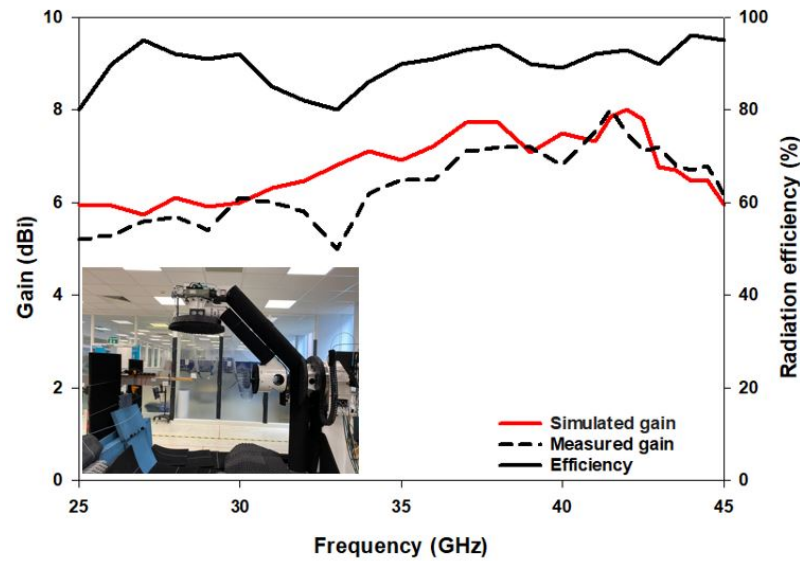 10
8
6
4
2
0
Gain (dBi)
100
80
60
40
20
0
Radiation efficiency (%)
Simulated gain
Measured gain
Efficiency
25
30
35
40
45
Frequency (GHz)